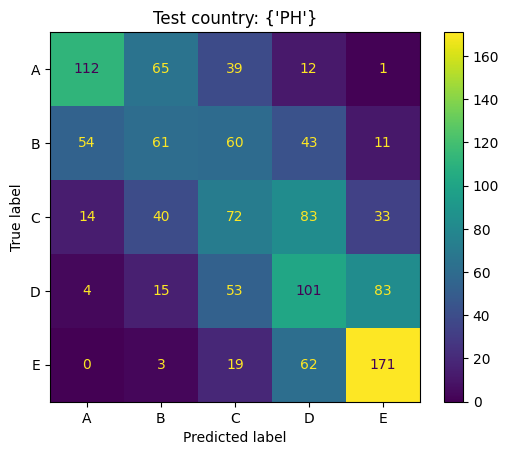 Test country: {'PH'}
A 112 65 39 12 1
B 54 61 60 43 11
C 14 40 72 83 33
D 4 15 53 101 83
E 0 3 19 62 171
A B C D E
Predicted label
True label
160
140
120
100
80
60
40
20
0